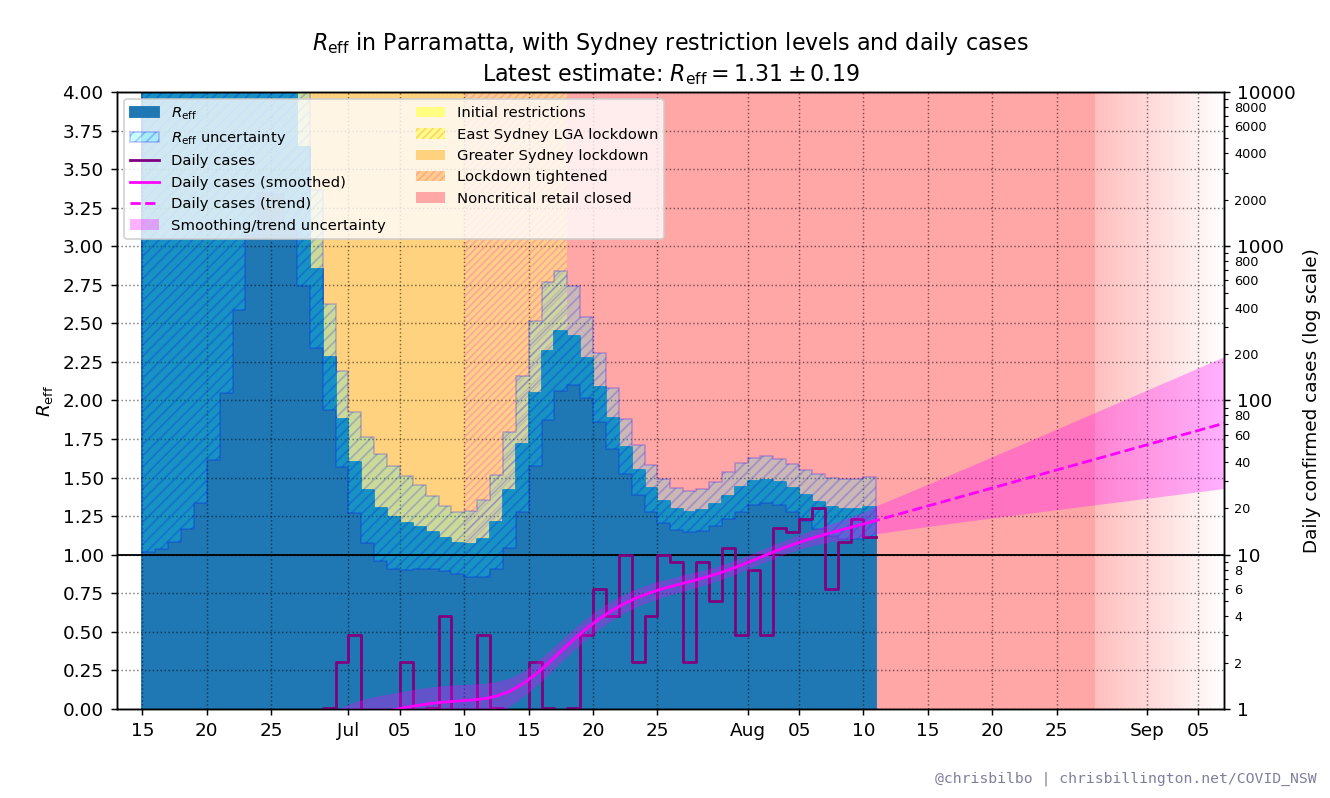 Reff in Parramatta, with Sydney restriction levels and daily cases
Latest estimate: Reff = 1.31 ± 0.19
Reff
Reff uncertainty
Daily cases
Daily cases (smoothed)
Daily cases (trend)
Smoothing/trend uncertainty
Initial restrictions
East Sydney LGA lockdown
Greater Sydney lockdown
Lockdown tightened
Noncritical retail closed
Reff
4.00
3.75
3.50
3.25
3.00
2.75
2.50
2.25
2.00
1.75
1.50
1.25
1.00
0.75
0.50
0.25
0.00
10000
8000
6000
4000
2000
1000
800
600
400
200
100
80
60
40
20
10
8
6
4
2
1
Daily confirmed cases (log scale)
15 20 25 Jul 05 10 15 20 25 Aug 05 10 15 20 25 Sep 05
@chrisbilbo | chrisbillington.net/COVID_NSW